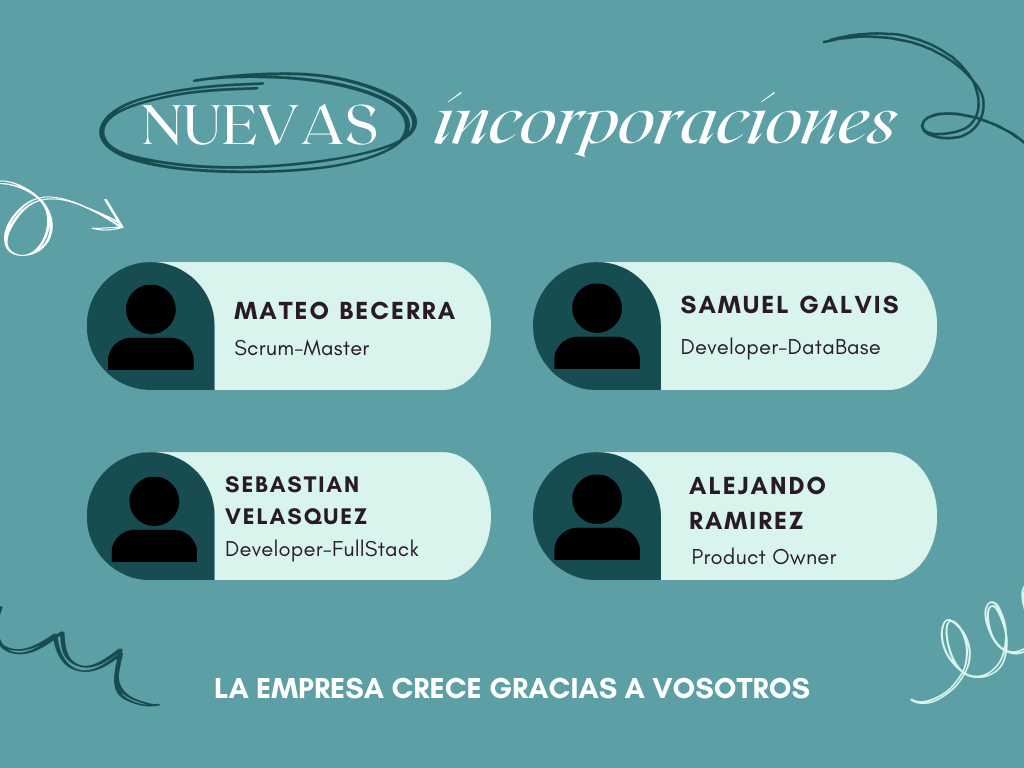 NUEVAS incorporaciones
MATEO BECERRA
Scrum-Master
SAMUEL GALVIS
Developer-DataBase
SEBASTIAN
VELASQUEZ
Developer-FullStack
ALEJANDO
RAMIREZ
Product Owner
LA EMPRESA CRECE GRACIAS A VOSOTROS